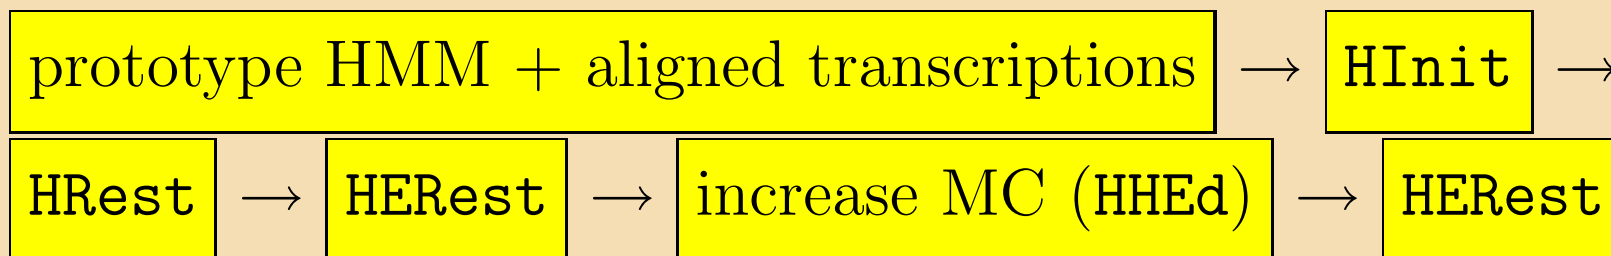 prototype HMM + aligned transcriptions → HInit →
HRest → HERest → increase MC (HHEd) → HERest